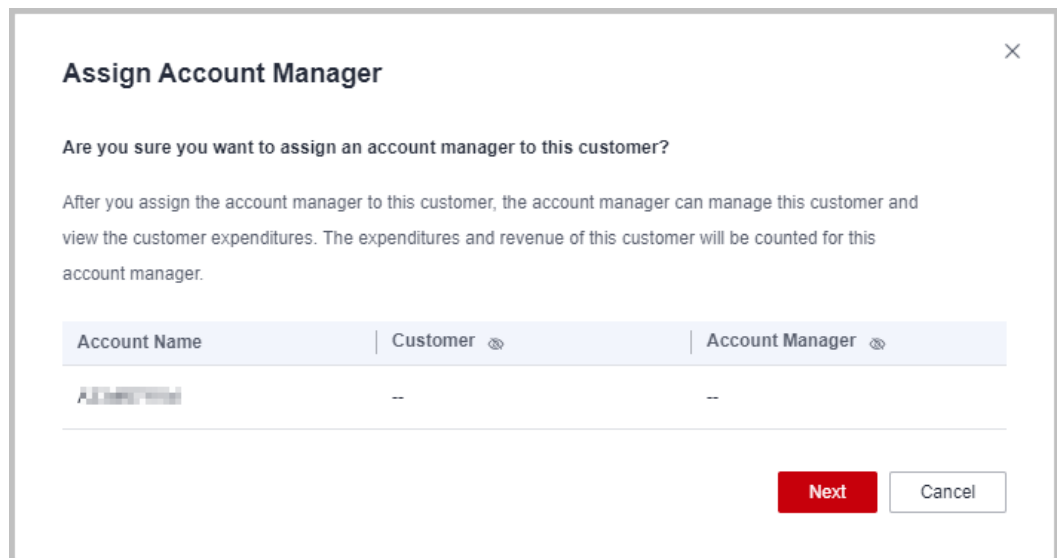 Assign Account Manager
Are you sure you want to assign an account manager to this customer?
After you assign the account manager to this customer, the account manager can manage this customer and
view the customer expenditures. The expenditures and revenue of this customer will be counted for this
account manager.
Account Name Customer Account Manager
-- --
Next Cancel